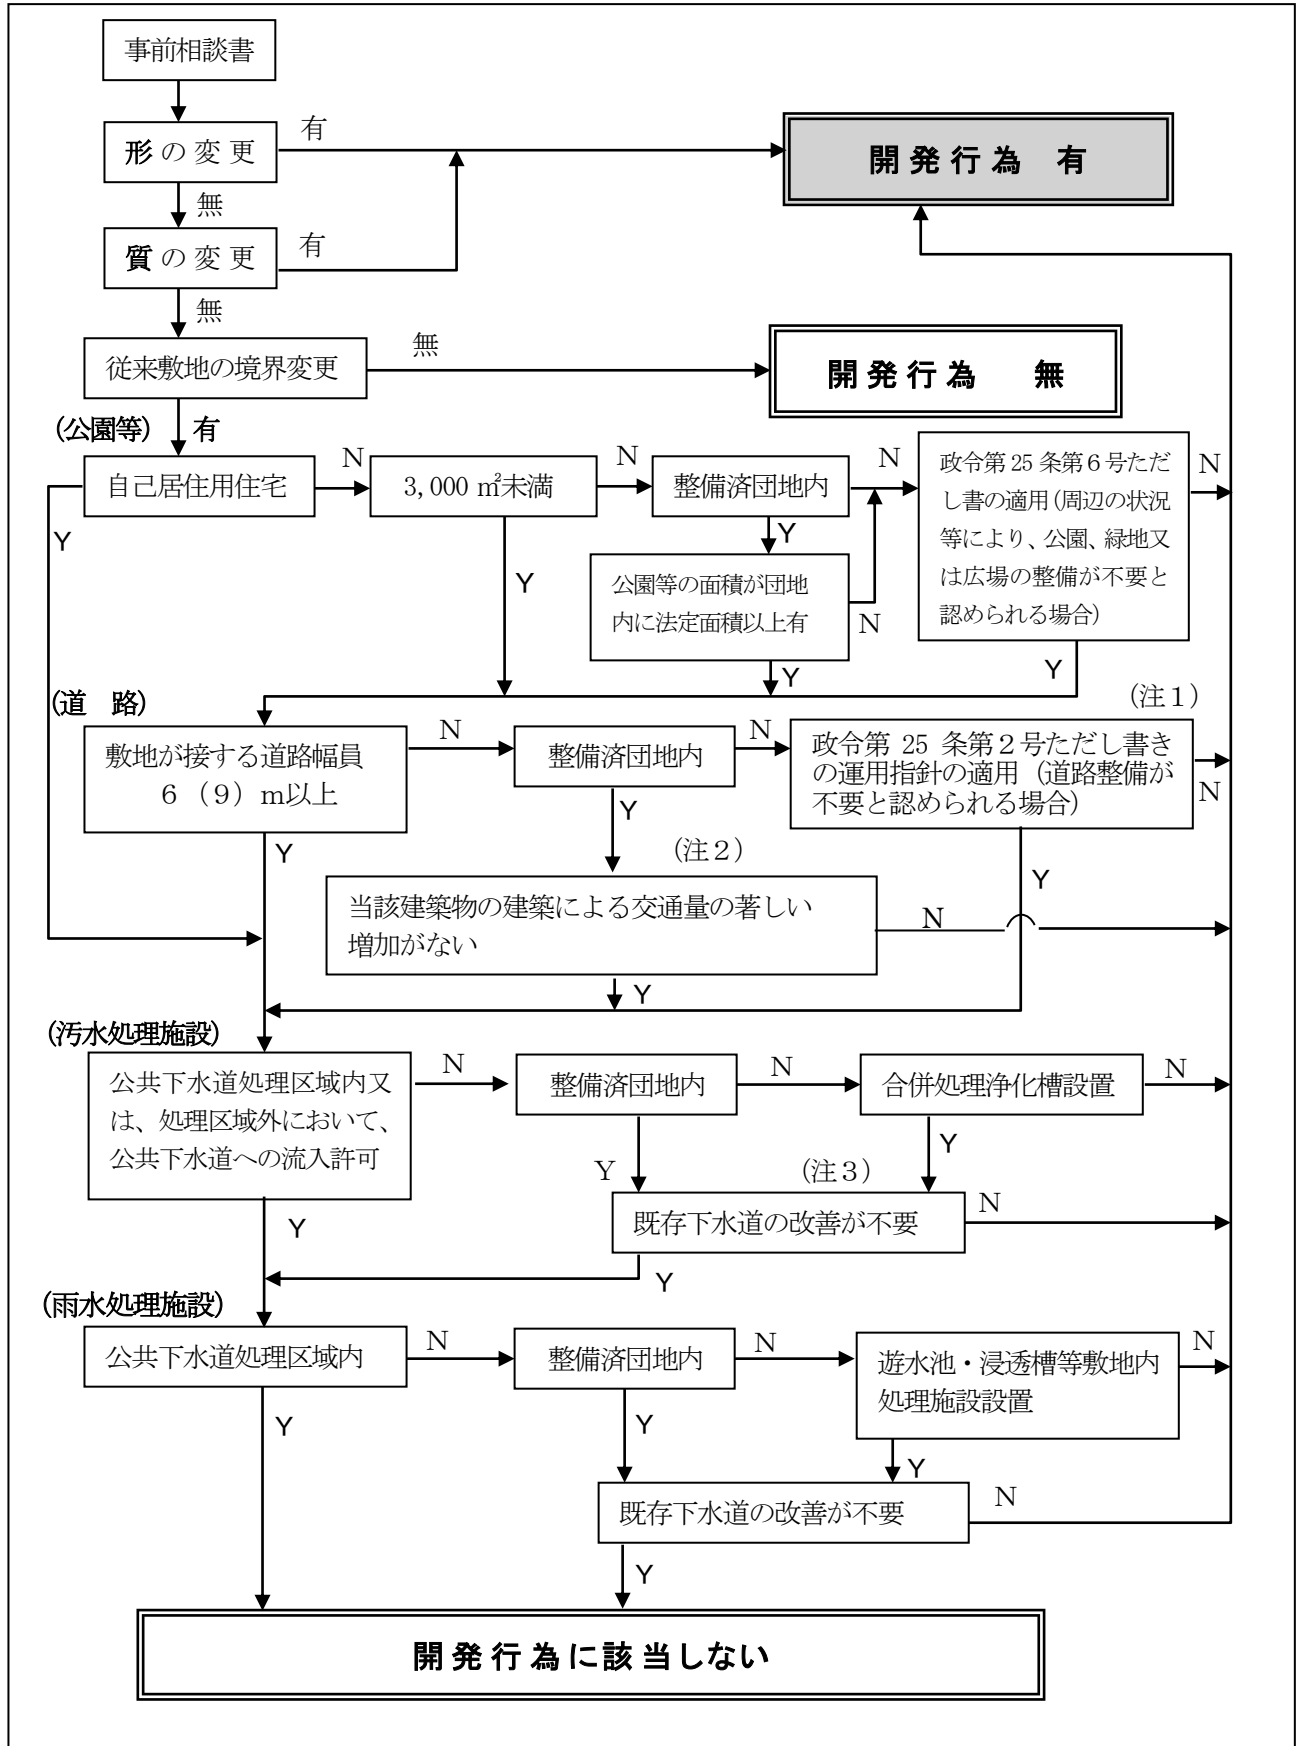 事前相談書
形の変更
有
開発行為 有
無
質の変更
有
無
従来敷地の境界変更
無
開発行為 無
(公園等)
有
自己居住用住宅
N
3,000㎡未満
N
整備済団地内
N
政令第25条第6号ただ
し書の適用(周辺の状況
等により、公園、緑地又
は広場の整備が不要と
認められる場合)
N
Y
Y
Y
公園等の面積が団地
内に法定面積以上有
N
Y
Y
(道 路)
(注1)
敷地が接する道路幅員
6(9)m以上
N
整備済団地内
N
政令第 25 条第2号ただし書き
の運用指針の適用(道路整備が
不要と認められる場合)
N
Y
Y
Y
(注2)
当該建築物の建築による交通量の著しい
増加がない
N
Y
(汚水処理施設)
公共下水道処理区域内又
は、処理区域外において、
公共下水道への流入許可
N
整備済団地内
N
合併処理浄化槽設置
N
Y
Y
(注3)
既存下水道の改善が不要
N
Y
Y
(雨水処理施設)
公共下水道処理区域内
N
整備済団地内
N
遊水池・浸透槽等敷地内
処理施設設置
N
Y
Y
Y
既存下水道の改善が不要
N
Y
開発行為に該当しない